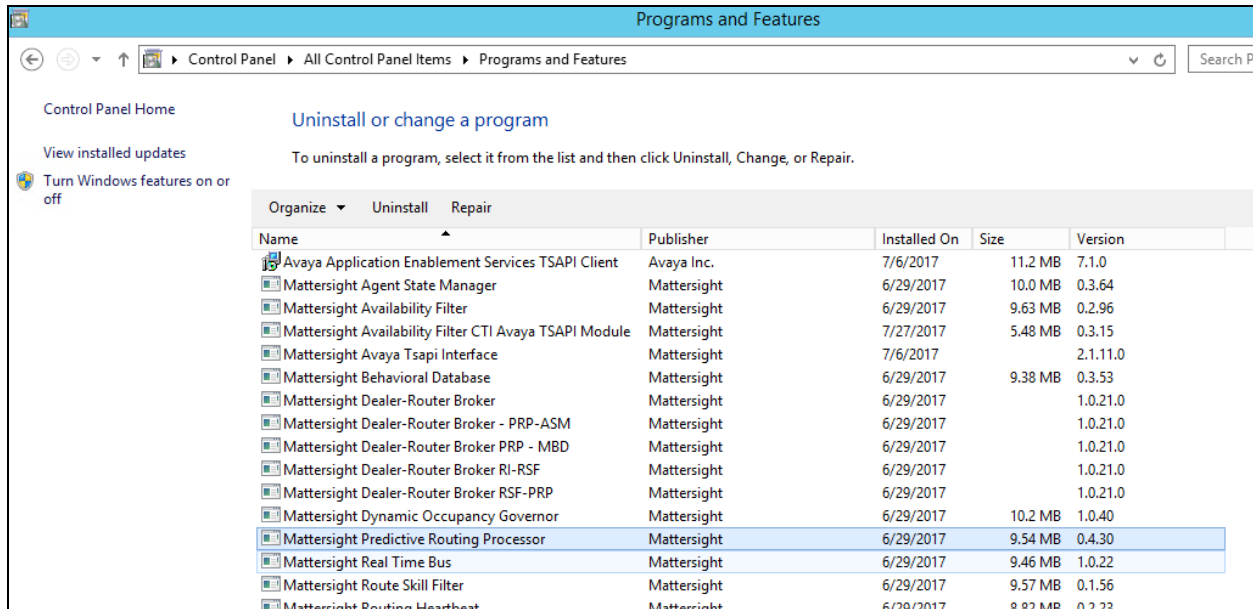 Programs and Features
Control Panel ▸ All Control Panel Items ▸ Programs and Features
Search P
Control Panel Home
View installed updates
Turn Windows features on or
off
Uninstall or change a program
To uninstall a program, select it from the list and then click Uninstall, Change, or Repair.
Organize Uninstall Repair
Name Publisher Installed On Size Version
Avaya Application Enablement Services TSAPI Client Avaya Inc. 7/6/2017 11.2 MB 7.1.0
Mattersight Agent State Manager Mattersight 6/29/2017 10.0 MB 0.3.64
Mattersight Availability Filter Mattersight 6/29/2017 9.63 MB 0.2.96
Mattersight Availability Filter CTI Avaya TSAPI Module Mattersight 7/27/2017 5.48 MB 0.3.15
Mattersight Avaya Tsapi Interface Mattersight 7/6/2017 2.1.11.0
Mattersight Behavioral Database Mattersight 6/29/2017 9.38 MB 0.3.53
Mattersight Dealer-Router Broker Mattersight 6/29/2017 1.0.21.0
Mattersight Dealer-Router Broker - PRP-ASM Mattersight 6/29/2017 1.0.21.0
Mattersight Dealer-Router Broker PRP - MBD Mattersight 6/29/2017 1.0.21.0
Mattersight Dealer-Router Broker RI-RSF Mattersight 6/29/2017 1.0.21.0
Mattersight Dealer-Router Broker RSF-PRP Mattersight 6/29/2017 1.0.21.0
Mattersight Dynamic Occupancy Governor Mattersight 6/29/2017 10.2 MB 1.0.40
Mattersight Predictive Routing Processor Mattersight 6/29/2017 9.54 MB 0.4.30
Mattersight Real Time Bus Mattersight 6/29/2017 9.46 MB 1.0.22
Mattersight Route Skill Filter Mattersight 6/29/2017 9.57 MB 0.1.56
Mattersight Routing Heartbeat Mattersight 6/29/2017 8.82 MB 0.2.23